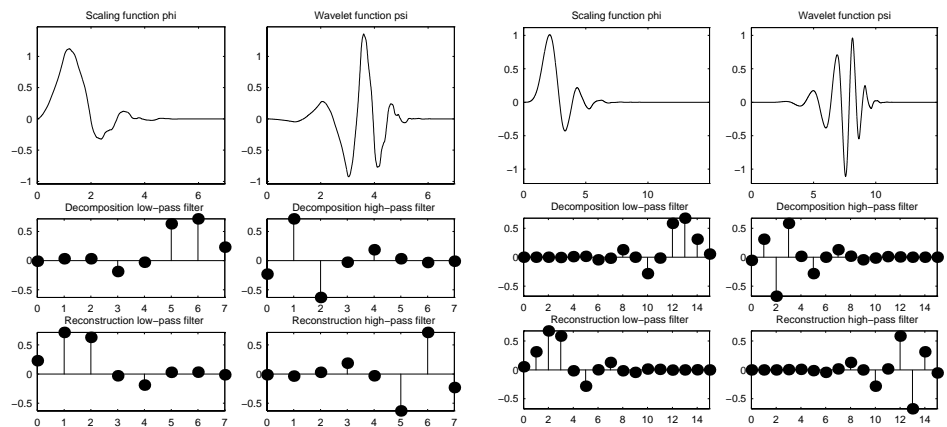 Scaling function phi
Wavelet function psi
Scaling function phi
Wavelet function psi
1
0.5
0
−0.5
−1
0 2 4 6
1
0.5
0
−0.5
−1
0 2 4 6
1
0.5
0
−0.5
−1
0 5 10
1
0.5
0
−0.5
−1
5 10
Decomposition low−pass filter
Decomposition high−pass filter
Decomposition low−pass filter
Decomposition high−pass filter
0.5
0
−0.5
0 1 2 3 4 5 6 7
0.5
0
−0.5
0 1 2 3 4 5 6 7
0.5
0
−0.5
0 2 4 6 8 10 12 14
0.5
0
−0.5
0 2 4 6 8 10 12 14
Reconstruction low−pass filter
Reconstruction high−pass filter
Reconstruction low−pass filter
Reconstruction high−pass filter
0.5
0
−0.5
0 1 2 3 4 5 6 7
0.5
0
−0.5
0 1 2 3 4 5 6 7
0.5
0
−0.5
0 2 4 6 8 10 12 14
0.5
0
−0.5
0 2 4 6 8 10 12 14